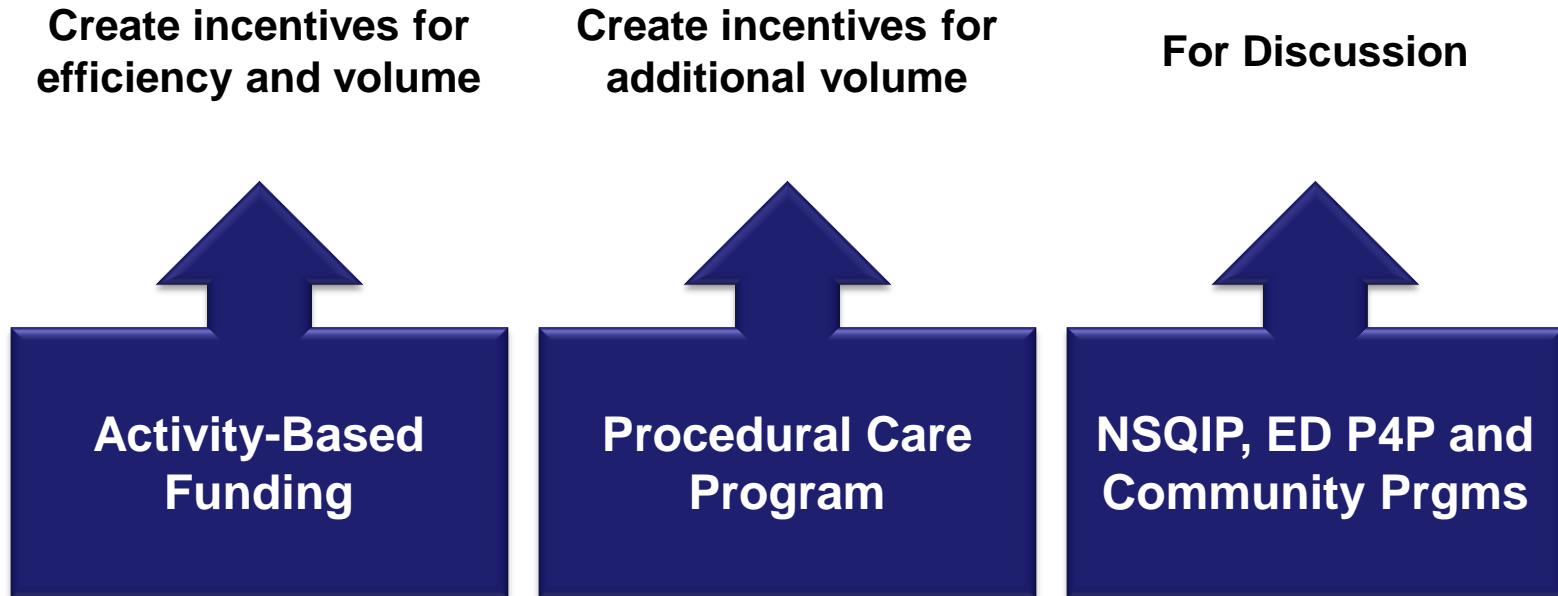 Create incentives for
efficiency and volume
Create incentives for
additional volume
For Discussion
Activity-Based
Funding
Procedural Care
Program
NSQIP, ED P4P and
Community Prgms